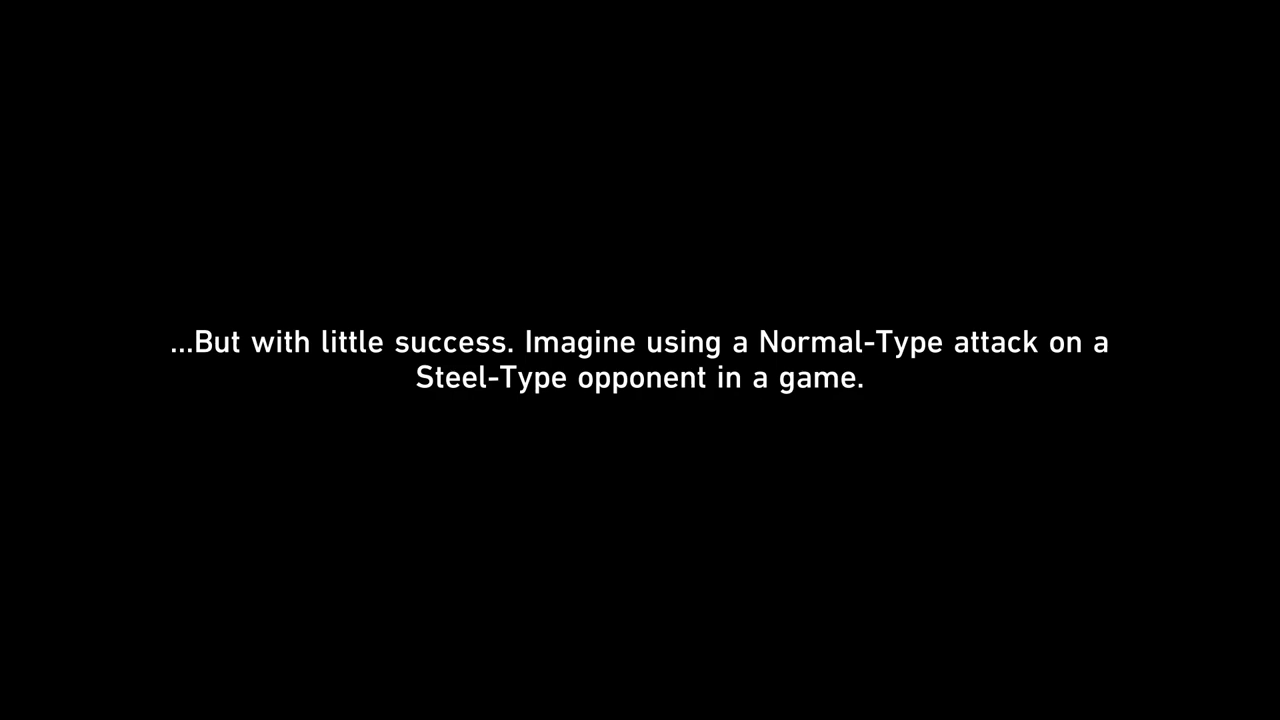 ...But with little success. Imagine using a Normal-Type attack on a
Steel-Type opponent in a game.